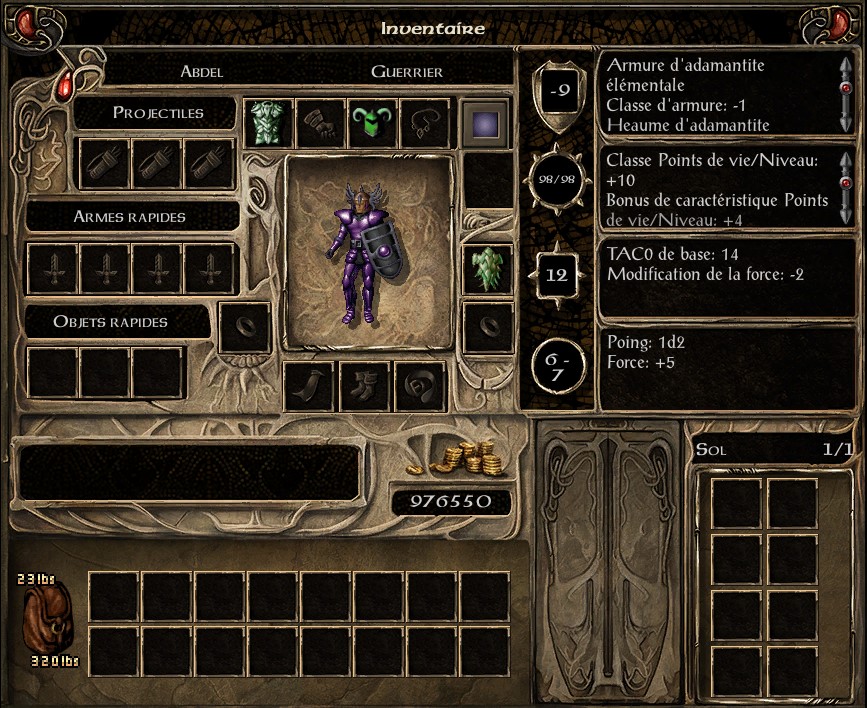 Inventaire
Abdel
Guerrier
Projectiles
Armes rapides
Objets rapides
-9
Armure d'adamantite
élémentale
Classe d'armure: -1
Heaume d'adamantite
98/98
Classe Points de vie/Niveau:
+10
Bonus de caractéristique Points
de vie/Niveau: +4
12
TAC0 de base: 14
Modification de la force: -2
6 -
7
Poing: 1d2
Force: +5
976550
Sol
1/1
23lbs
320lbs